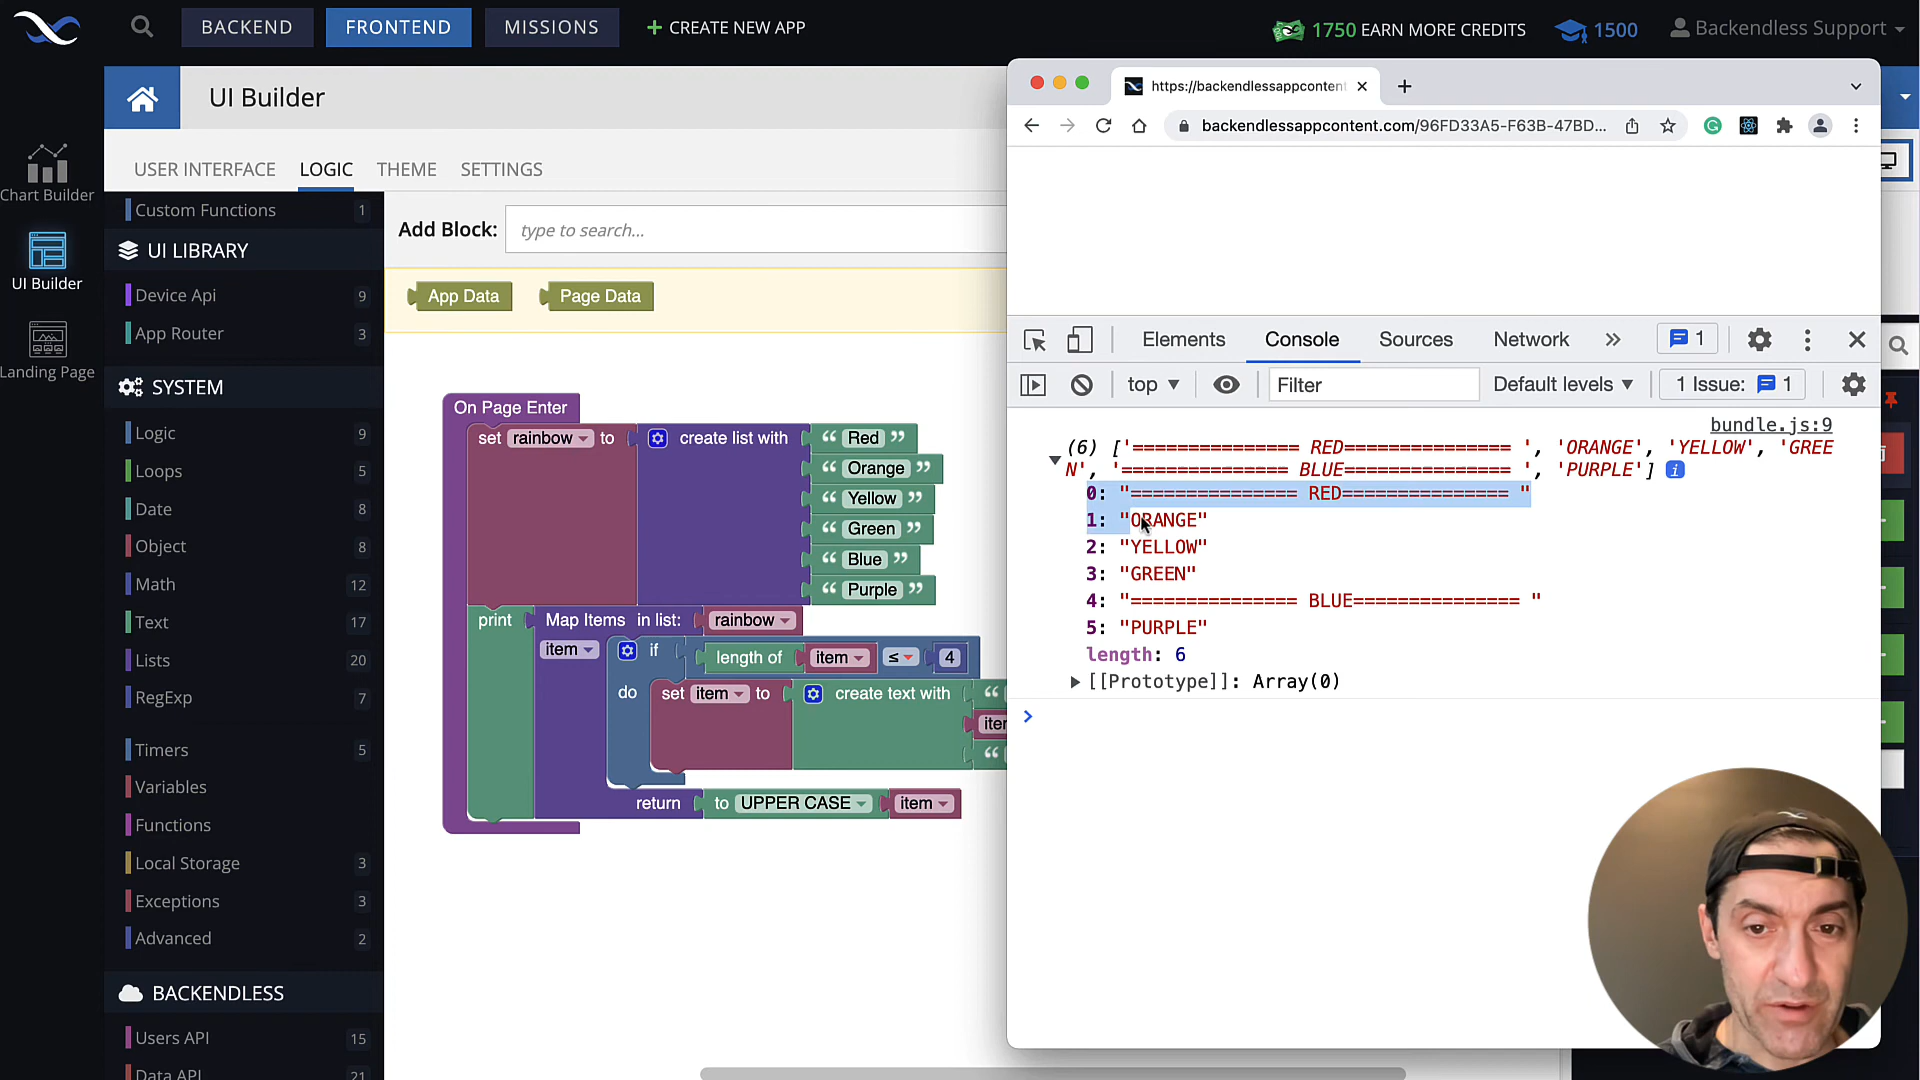 BACKEND
FRONTEND
MISSIONS
+ CREATE NEW APP
1750 EARN MORE CREDITS
1500
Backendless Support
UI Builder
USER INTERFACE
LOGIC
THEME
SETTINGS
Chart Builder
UI Builder
Landing Page
Custom Functions 1
UI LIBRARY
Device Api 9
App Router 3
SYSTEM
Logic 9
Loops 5
Date 8
Object 8
Math 12
Text 17
Lists 20
RegExp 7
Timers 5
Variables
Functions
Local Storage 3
Exceptions 3
Advanced 2
BACKENDLESS
Users API 15
Data API 21
Add Block: type to search...
App Data
Page Data
On Page Enter
set rainbow to create list with “ Red ”
“ Orange ”
“ Yellow ”
“ Green ”
“ Blue ”
“ Purple ”
print Map Items in list: rainbow
item if length of item ≤ 4
do set item to create text with “
“
return to UPPER CASE item
https://backendlessappcontent
backendlessappcontent.com/96FD33A5-F63B-47BD...
Elements
Console
Sources
Network
1
top
Filter
Default levels
1 Issue: 1
bundle.js:9
(6) ['=============== RED=============== ', 'ORANGE', 'YELLOW', 'GREE
N', '=============== BLUE=============== ', 'PURPLE']
0: "=============== RED=============== "
1: "ORANGE"
2: "YELLOW"
3: "GREEN"
4: "=============== BLUE=============== "
5: "PURPLE"
length: 6
[[Prototype]]: Array(0)